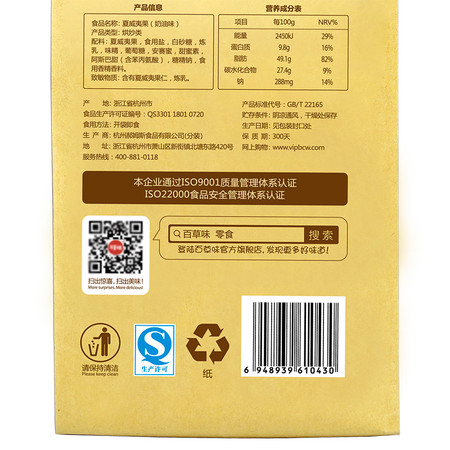 产品信息
食品名称：夏威夷果（奶油味）
产品类型：烘炒类
配料：夏威夷果，食用盐，白砂糖，炼
乳，味精，葡萄糖，安赛蜜，甜蜜素，
阿斯巴甜（含苯丙氨酸），糖精钠，食
用香精香料。
致敏物质：含有夏威夷果仁，炼乳。
营养成分表
项目 每100g NRV%
能量 2450kJ 29%
蛋白质 9.8g 16%
脂肪 49.1g 82%
碳水化合物 27.4g 9%
钠 288mg 14%
产 地：浙江省杭州市
食品生产许可证编号：QS3301 1801 0720
食用方法：开袋即食
生 产 商：杭州郝姆斯食品有限公司(分装)
地 址：浙江省杭州市萧山区新街镇北塘东路420号
服务热线：400-881-0118
产品标准代号：GB/T 22165
贮存条件：阴凉通风，干燥处保存
生产日期：见包装封口处
保 质 期：300天
网上购物：www.vipbcw.com
本企业通过ISO9001质量管理体系认证
ISO22000食品安全管理体系认证
百草味 零食 搜索
登陆百草味官方旗舰店，发现更多好味道！
百草味
扫出惊喜，扫出美味！
More surprises, More delicious!
请保持清洁
Please keep clean
QS
生产许可
纸
6 948939 610430